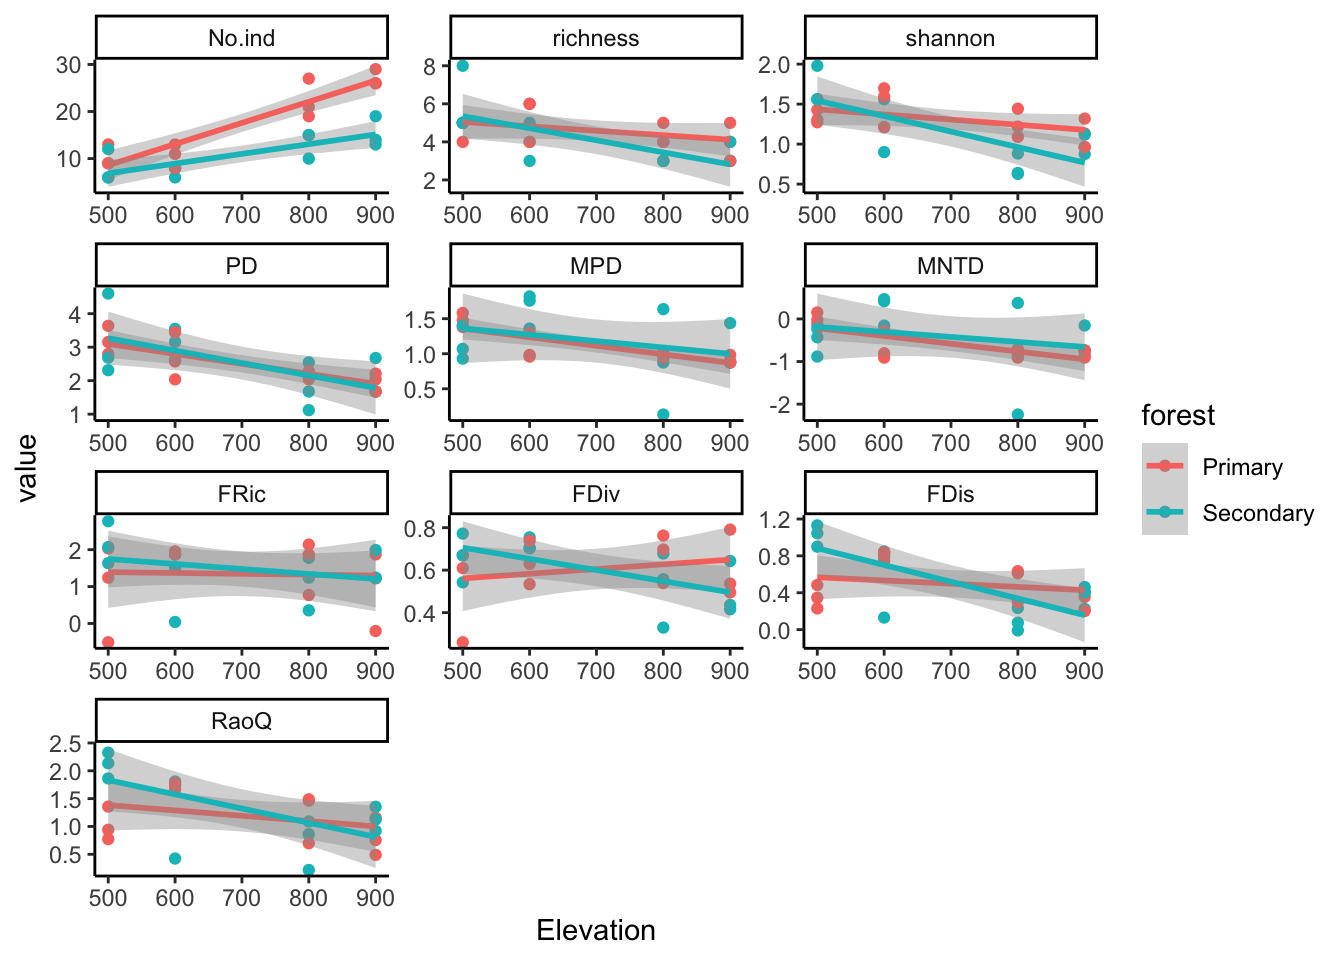 No.ind richness shannon
30 8 2.0
20 6 1.5
10 4 1.0
2 0.5
500 600 700 800 900 500 600 700 800 900 500 600 700 800 900
PD MPD MNTD
4 1.5 0
3 1.0 -1
2 0.5 -2
1
500 600 700 800 900 500 600 700 800 900 500 600 700 800 900
value
forest
Primary
Secondary
FRic FDiv FDis
2 0.8 1.2
1 0.6 0.8
0 0.4 0.4
0.0
500 600 700 800 900 500 600 700 800 900 500 600 700 800 900
RaoQ
2.5
2.0
1.5
1.0
0.5
500 600 700 800 900
Elevation